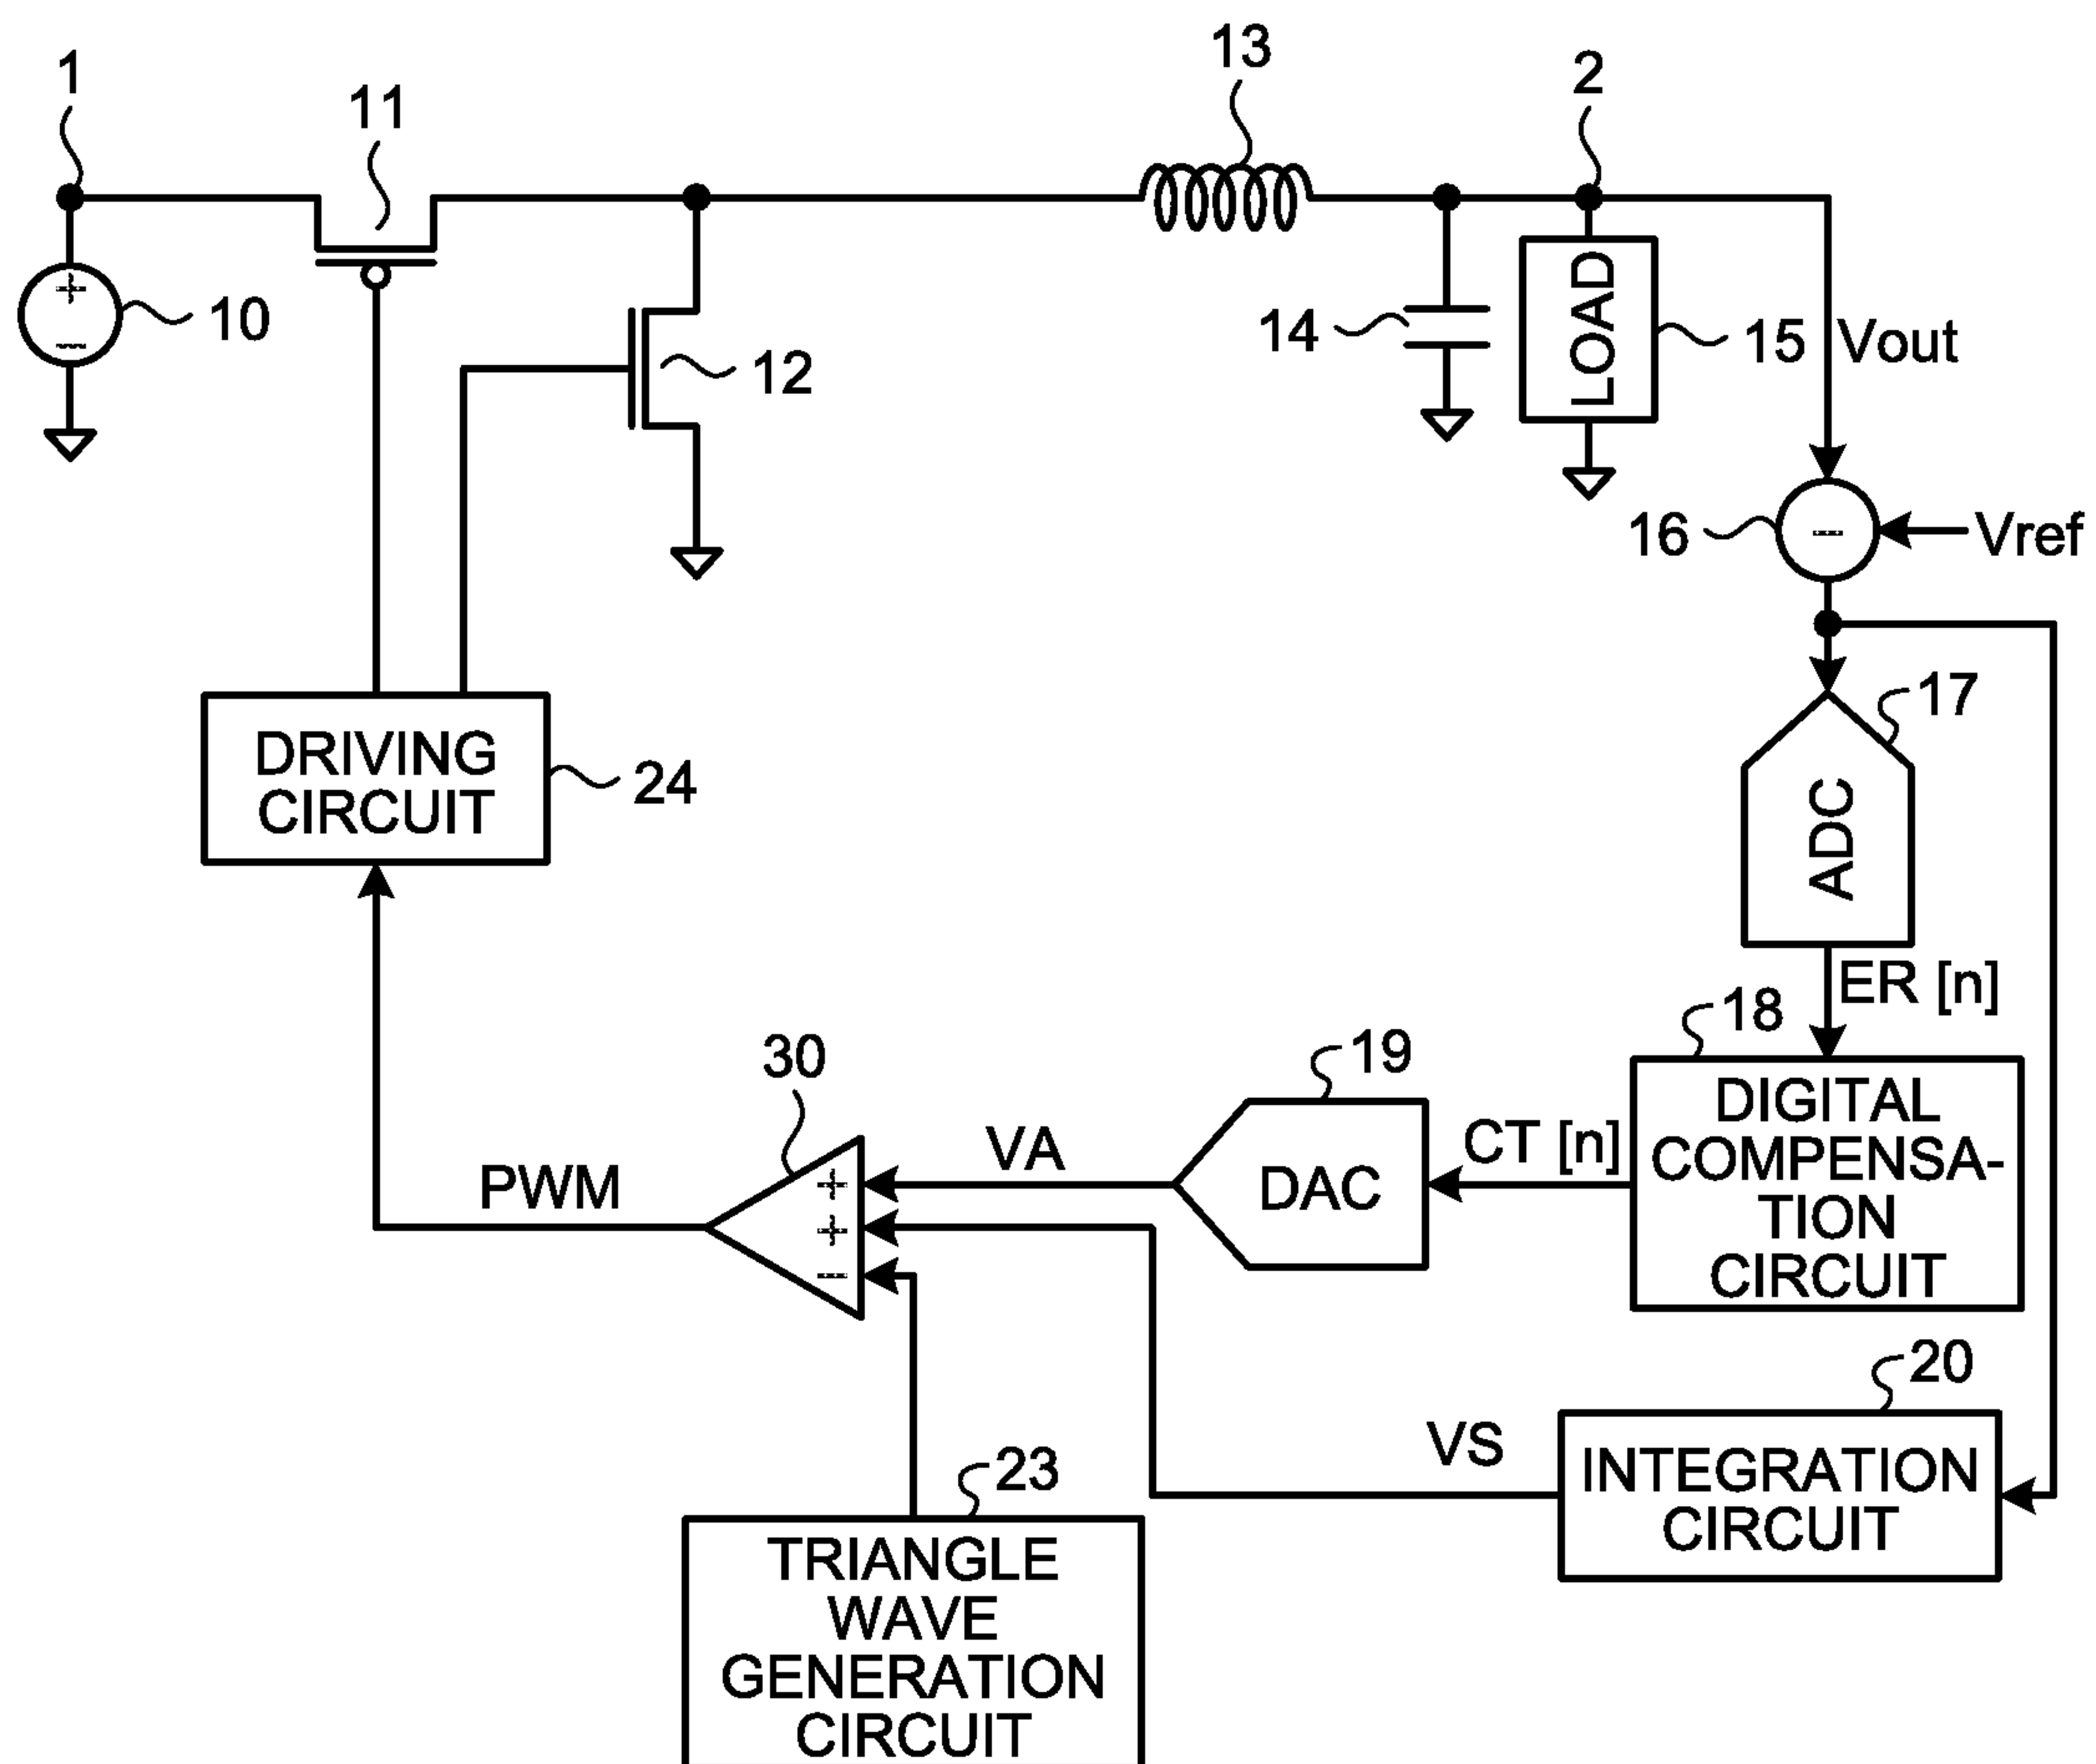 1
11
13
2
10
12
14
LOAD
15
Vout
16
-
Vref
17
DRIVING
CIRCUIT
24
ADC
ER [n]
18
30
19
DIGITAL
COMPENSA-
TION
CIRCUIT
CT [n]
DAC
VA
PWM
+
+
-
20
VS
INTEGRATION
CIRCUIT
23
TRIANGLE
WAVE
GENERATION
CIRCUIT